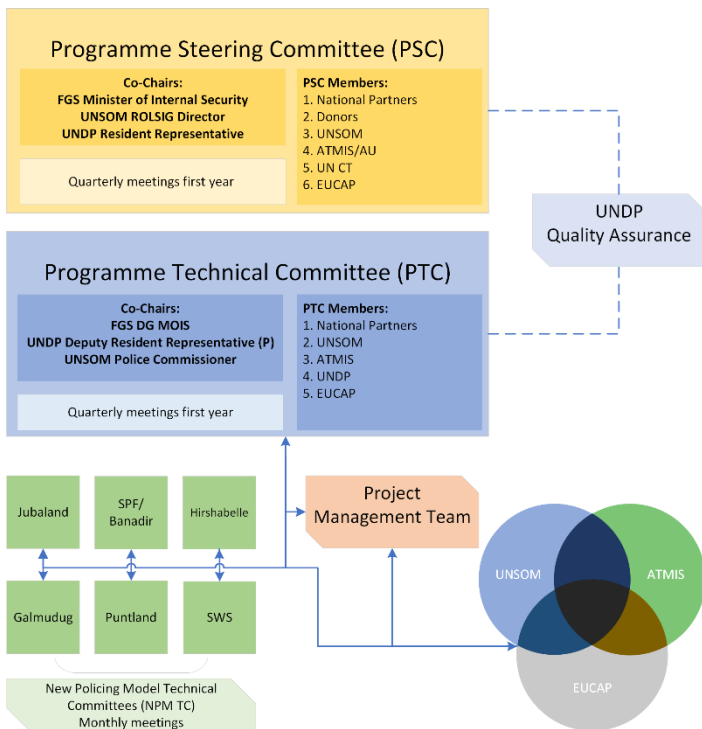 Programme Steering Committee (PSC)
Co-Chairs:
FGS Minister of Internal Security
UNSOM ROLSIG Director
UNDP Resident Representative
Quarterly meetings first year
PSC Members:
1. National Partners
2. Donors
3. UNSOM
4. ATMIS/AU
5. UN CT
6. EUCAP
UNDP
Quality Assurance
Programme Technical Committee (PTC)
Co-Chairs:
FGS DG MOIS
UNDP Deputy Resident Representative (P)
UNSOM Police Commissioner
Quarterly meetings first year
PTC Members:
1. National Partners
2. UNSOM
3. ATMIS
4. UNDP
5. EUCAP
Jubaland
SPF/
Banadir
Hirshabelle
Project
Management Team
Galmudug
Puntland
SWS
UNSOM
ATMIS
EUCAP
New Policing Model Technical
Committees (NPM TC)
Monthly meetings